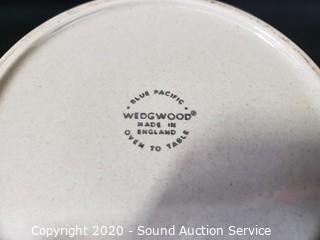 • BLUE PACIFIC •
WEDGWOOD®
MADE IN
ENGLAND
OVEN TO TABLE
Copyright 2020 - Sound Auction Service